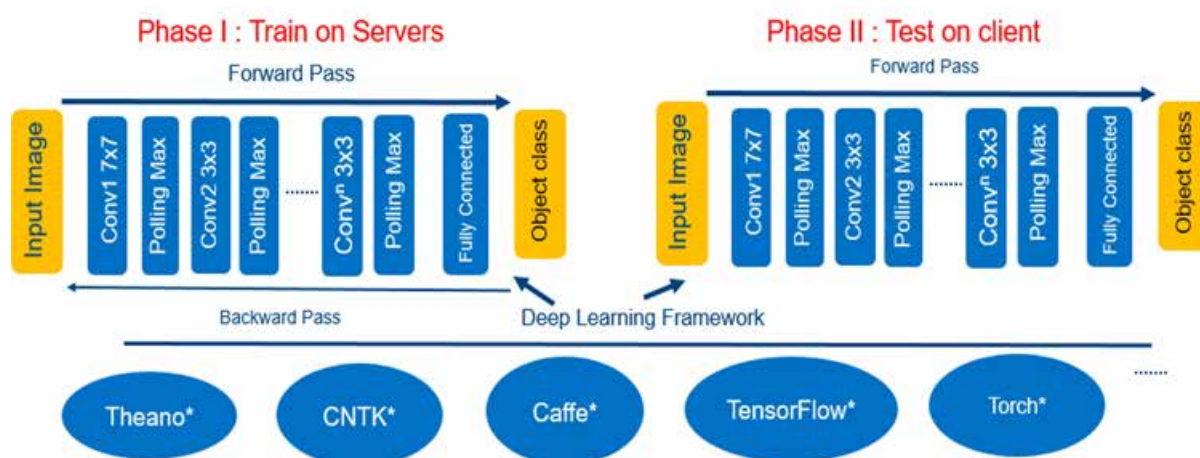 Phase I : Train on Servers
Forward Pass
Input Image
Conv1 7x7
Polling Max
Conv2 3x3
Polling Max
........
Convⁿ 3x3
Polling Max
Fully Connected
Object class
Backward Pass
Phase II : Test on client
Forward Pass
Input Image
Conv1 7x7
Polling Max
Conv2 3x3
Polling Max
........
Convⁿ 3x3
Polling Max
Fully Connected
Object class
Deep Learning Framework
Theano*
CNTK*
Caffe*
TensorFlow*
Torch*
........